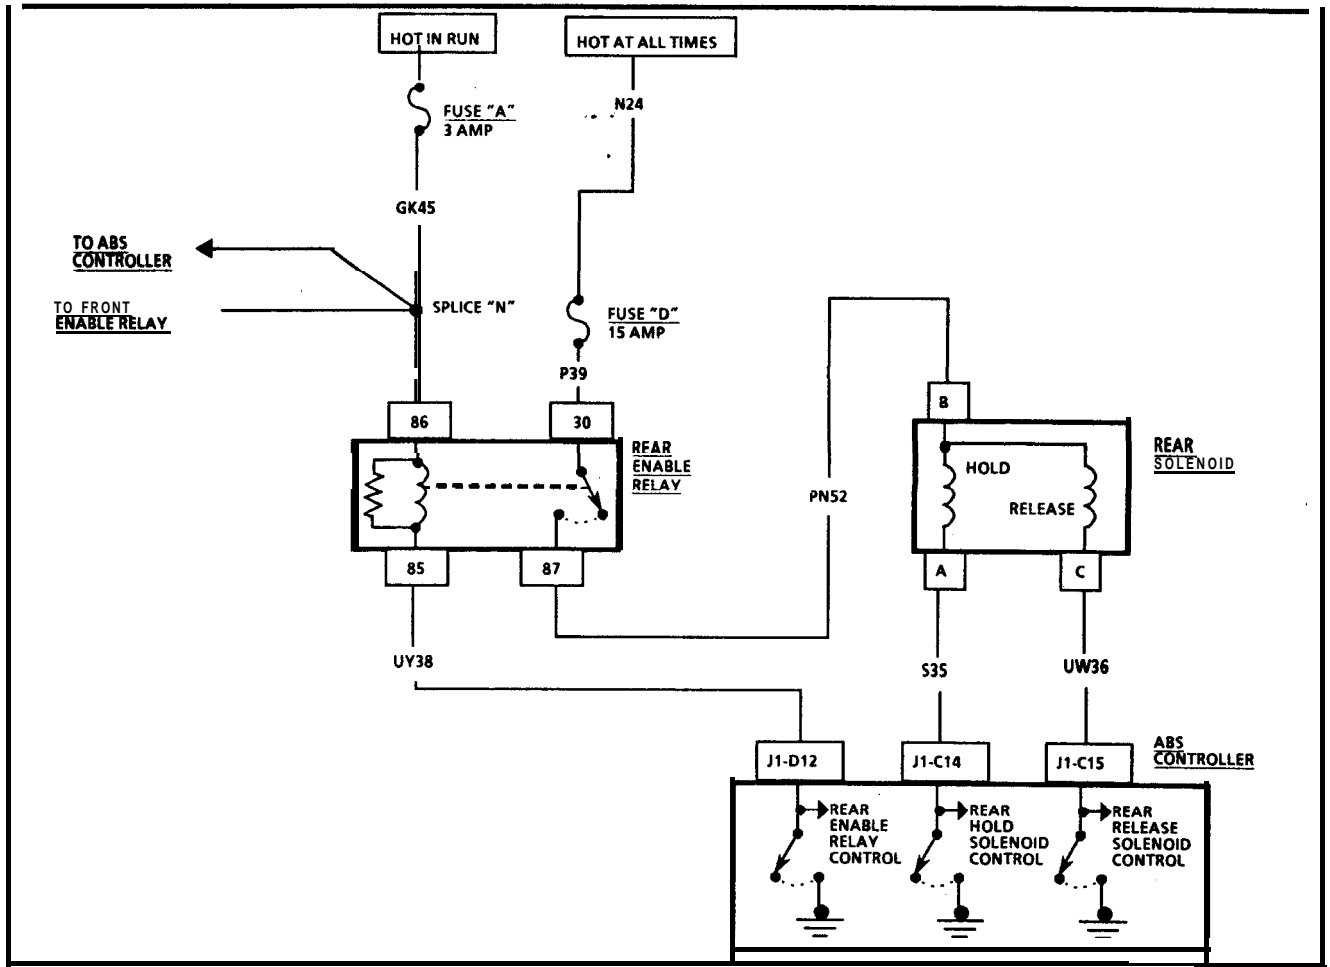 HOT IN RUN
HOT AT ALL TIMES
N24
FUSE "A"
3 AMP
GK45
TO ABS
CONTROLLER
TO FRONT
ENABLE RELAY
SPLICE "N"
FUSE "D"
15 AMP
P39
86
30
REAR
ENABLE
RELAY
85
87
PN52
B
HOLD
RELEASE
REAR
SOLENOID
A
C
UY38
S35
UW36
J1-D12
J1-C14
J1-C15
ABS
CONTROLLER
REAR
ENABLE
RELAY
CONTROL
REAR
HOLD
SOLENOID
CONTROL
REAR
RELEASE
SOLENOID
CONTROL